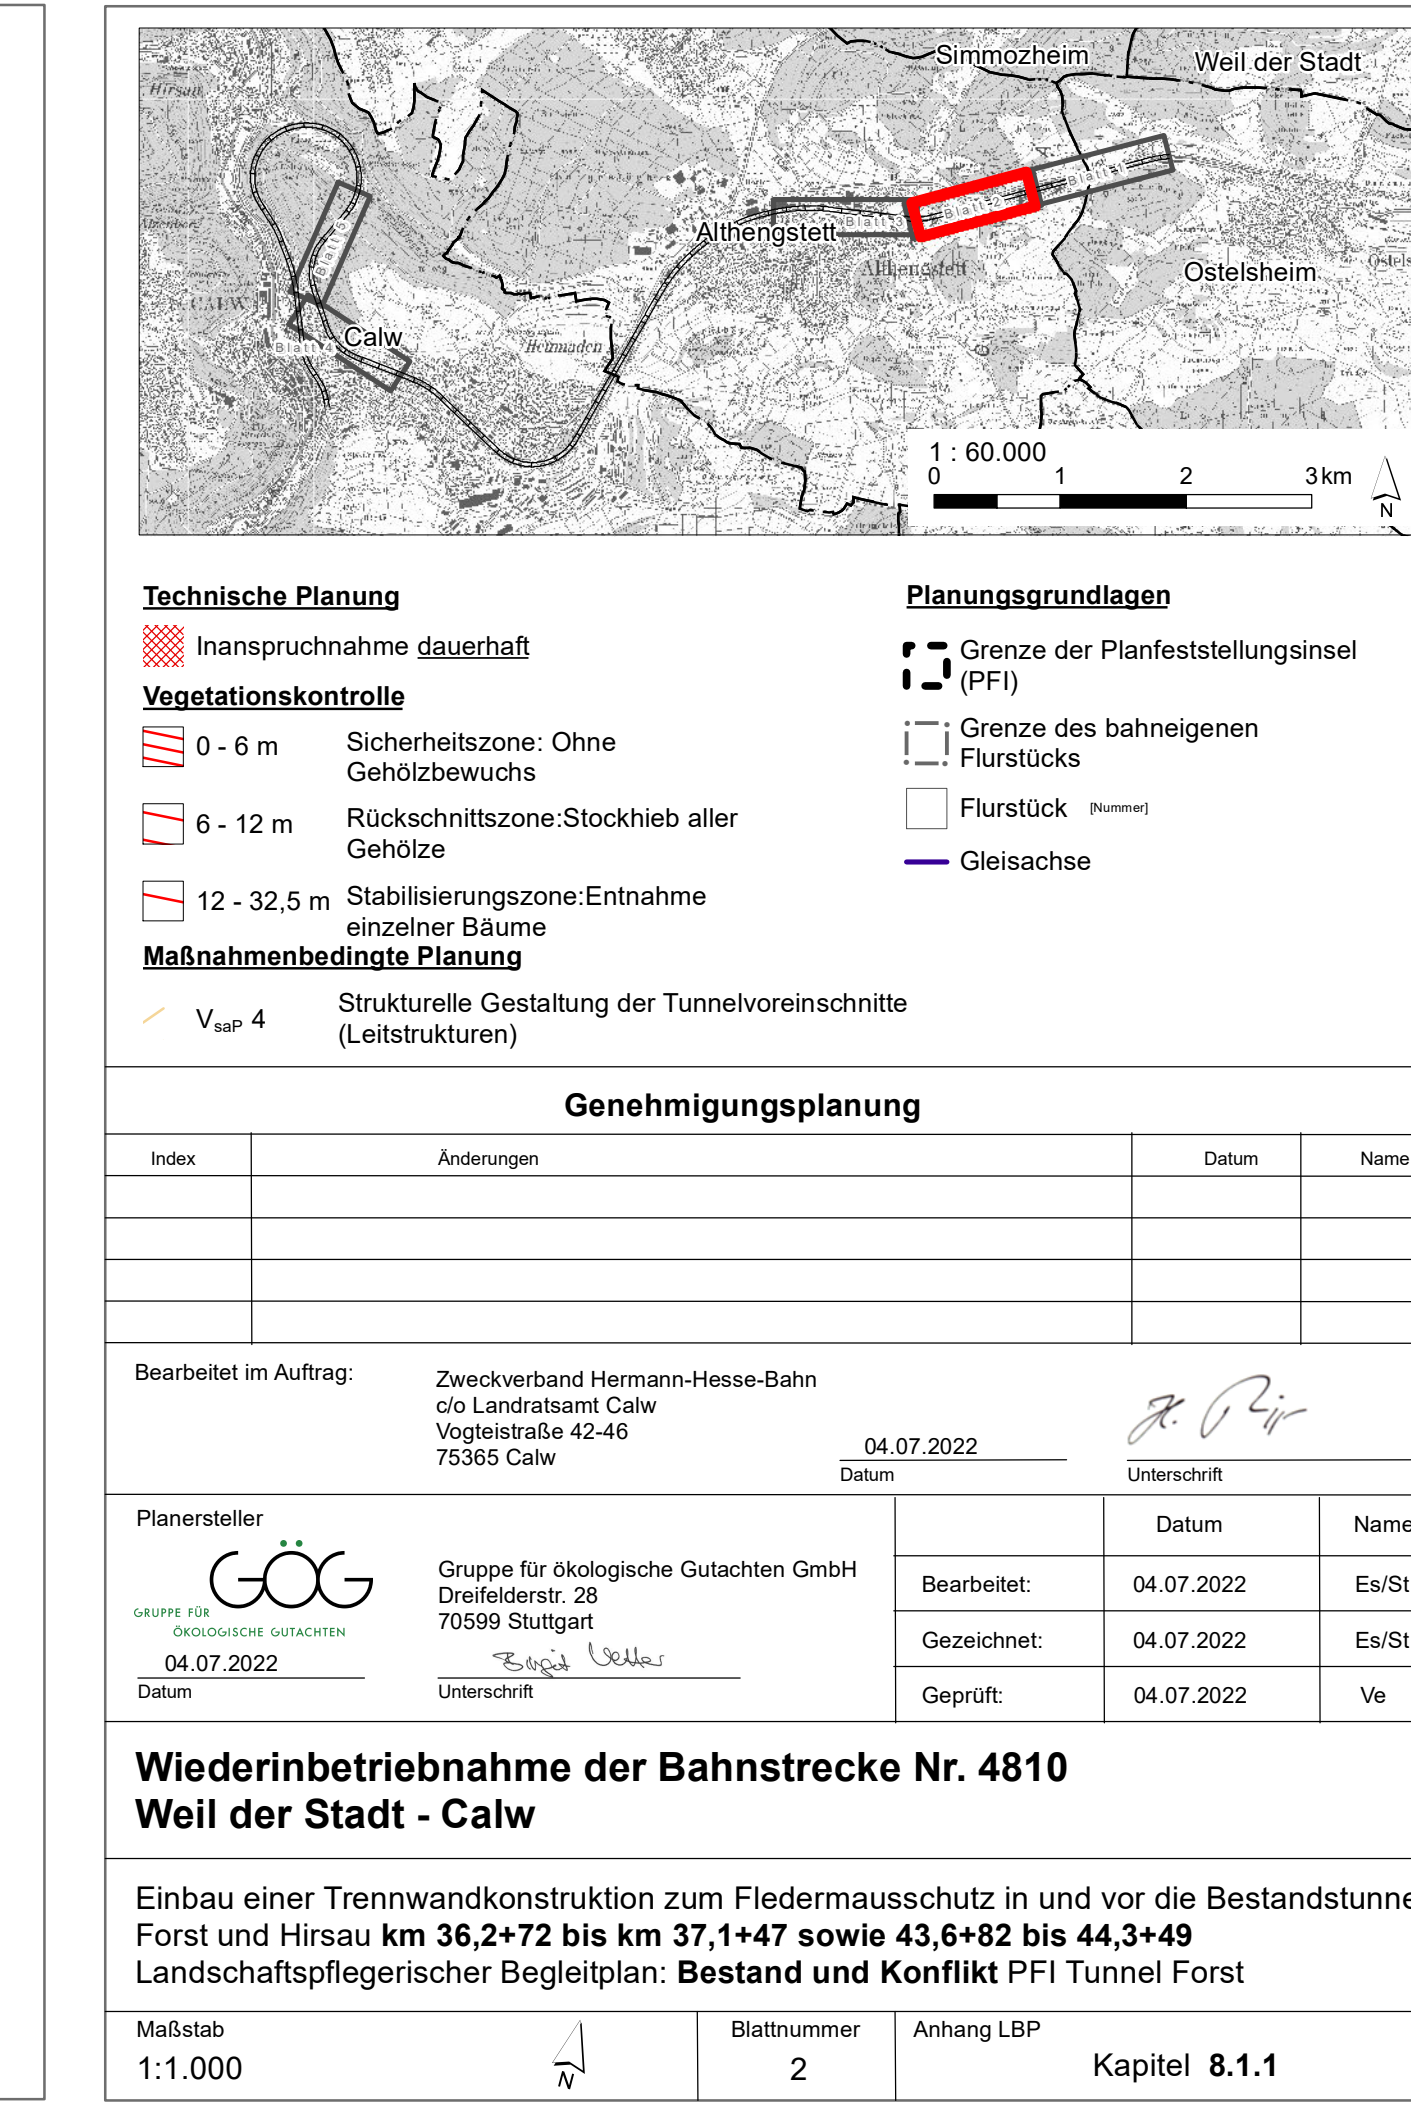 Simmozheim
Weil der Stadt
Hirsau
Blatt 1
Blatt 2
Blatt 3
Althengstett
Althengstett
Ostelsheim
Blatt 5
CALW
Calw
Blatt 4
Heumaden
1 : 60.000
0 1 2 3 km
N
Technische Planung
Inanspruchnahme dauerhaft
Vegetationskontrolle
0 - 6 m Sicherheitszone: Ohne
Gehölzbewuchs
6 - 12 m Rückschnittszone:Stockhieb aller
Gehölze
12 - 32,5 m Stabilisierungszone:Entnahme
einzelner Bäume
Maßnahmenbedingte Planung
VsaP 4 Strukturelle Gestaltung der Tunnelvoreinschnitte
(Leitstrukturen)
Planungsgrundlagen
Grenze der Planfeststellungsinsel
(PFI)
Grenze des bahneigenen
Flurstücks
Flurstück [Nummer]
Gleisachse
Genehmigungsplanung
Index Änderungen Datum Name
Bearbeitet im Auftrag:
Zweckverband Hermann-Hesse-Bahn
c/o Landratsamt Calw
Vogteistraße 42-46
75365 Calw
04.07.2022
Datum
Unterschrift
Planersteller
GÖG
GRUPPE FÜR
ÖKOLOGISCHE GUTACHTEN
04.07.2022
Datum
Gruppe für ökologische Gutachten GmbH
Dreifelderstr. 28
70599 Stuttgart
Birgit Vetter
Unterschrift
Datum Name
Bearbeitet: 04.07.2022 Es/St
Gezeichnet: 04.07.2022 Es/St
Geprüft: 04.07.2022 Ve
Wiederinbetriebnahme der Bahnstrecke Nr. 4810
Weil der Stadt - Calw
Einbau einer Trennwandkonstruktion zum Fledermausschutz in und vor die Bestandstunne
Forst und Hirsau km 36,2+72 bis km 37,1+47 sowie 43,6+82 bis 44,3+49
Landschaftspflegerischer Begleitplan: Bestand und Konflikt PFI Tunnel Forst
Maßstab
1:1.000
N
Blattnummer
2
Anhang LBP
Kapitel 8.1.1